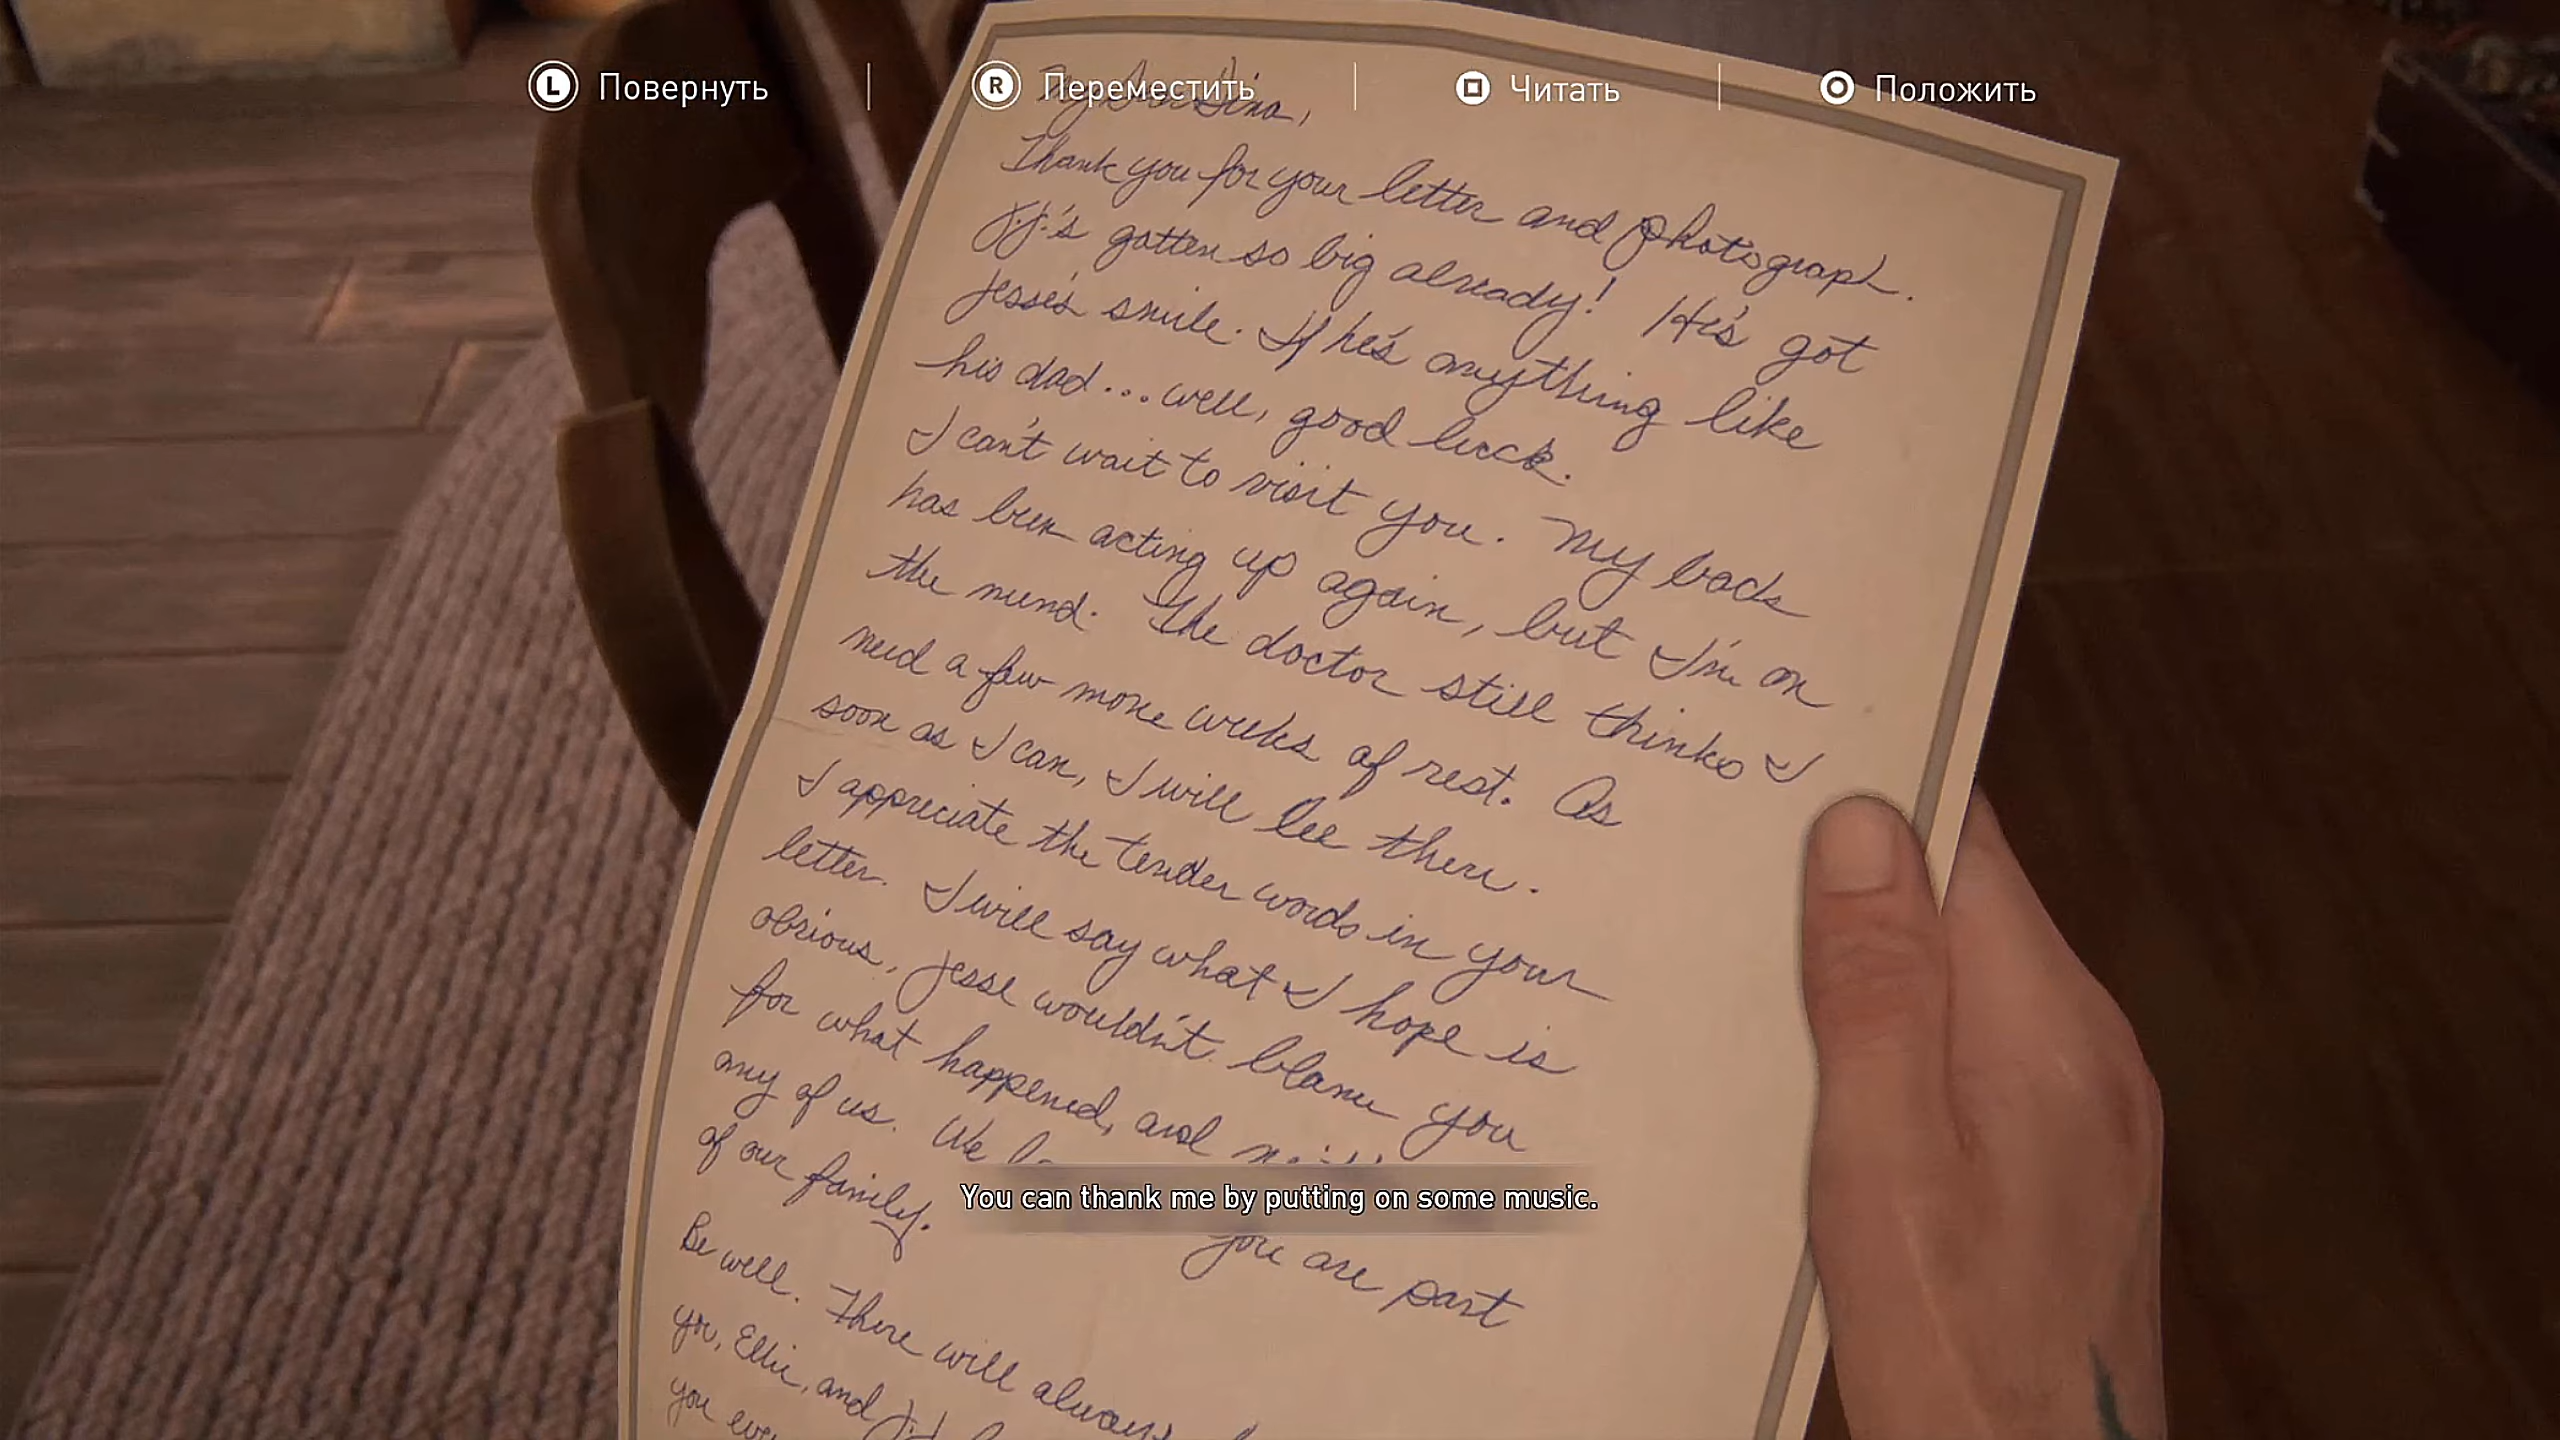 L Повернуть
R Переместить
Читать
Положить
My Dear Dina,
Thank you for your letter and photograph.
JJ's gotten so big already! He's got
Jesse's smile. If he's anything like
his dad... well, good luck.
I can't wait to visit you. My back
has been acting up again, but I'm on
the mend. The doctor still thinks I
need a few more weeks of rest. As
soon as I can, I will be there.
I appreciate the tender words in your
letter. I will say what I hope is
obvious, Jesse wouldn't blame you
for what happened, and
any of us. We
you are part
of our family.
You can thank me by putting on some music.
Be well. There will always
you, Ellie, and JJ
you